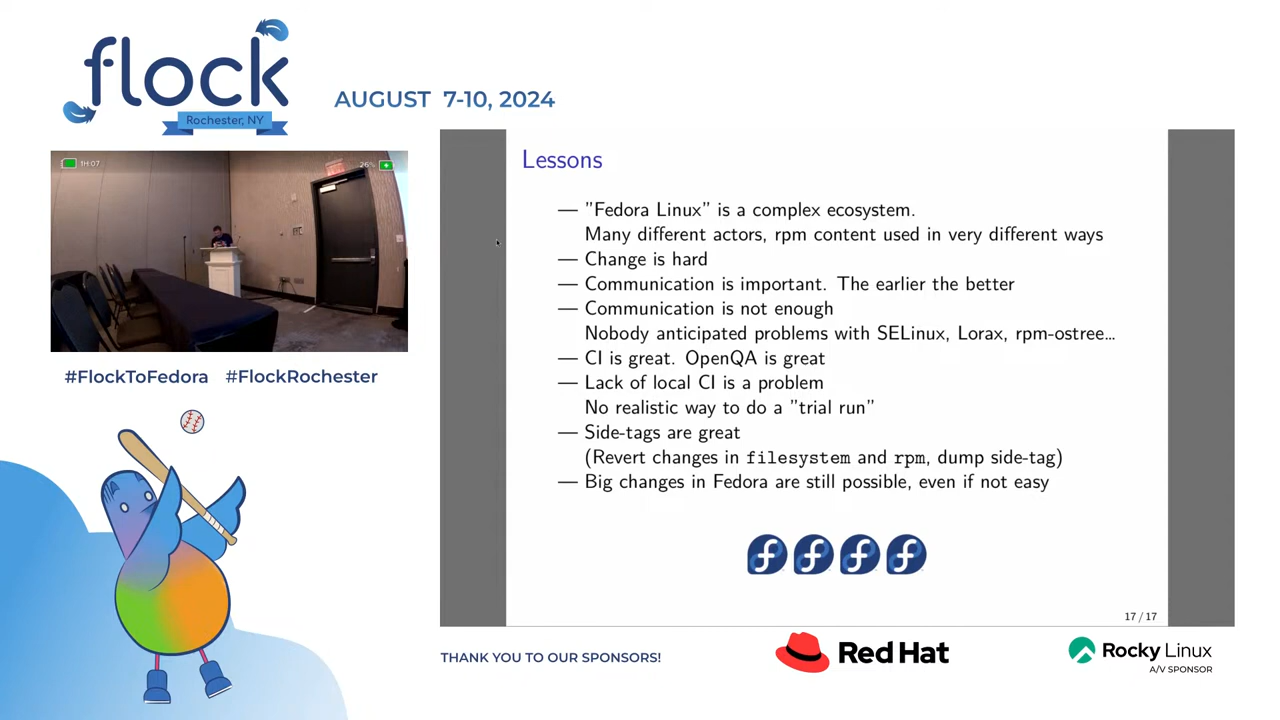 flock
Rochester, NY
AUGUST 7-10, 2024
1H 07
26%
#FlockToFedora #FlockRochester
Lessons
— ”Fedora Linux” is a complex ecosystem.
Many different actors, rpm content used in very different ways
— Change is hard
— Communication is important. The earlier the better
— Communication is not enough
Nobody anticipated problems with SELinux, Lorax, rpm-ostree...
— CI is great. OpenQA is great
— Lack of local CI is a problem
No realistic way to do a ”trial run”
— Side-tags are great
(Revert changes in filesystem and rpm, dump side-tag)
— Big changes in Fedora are still possible, even if not easy
17 / 17
THANK YOU TO OUR SPONSORS!
Red Hat
Rocky Linux
A/V SPONSOR